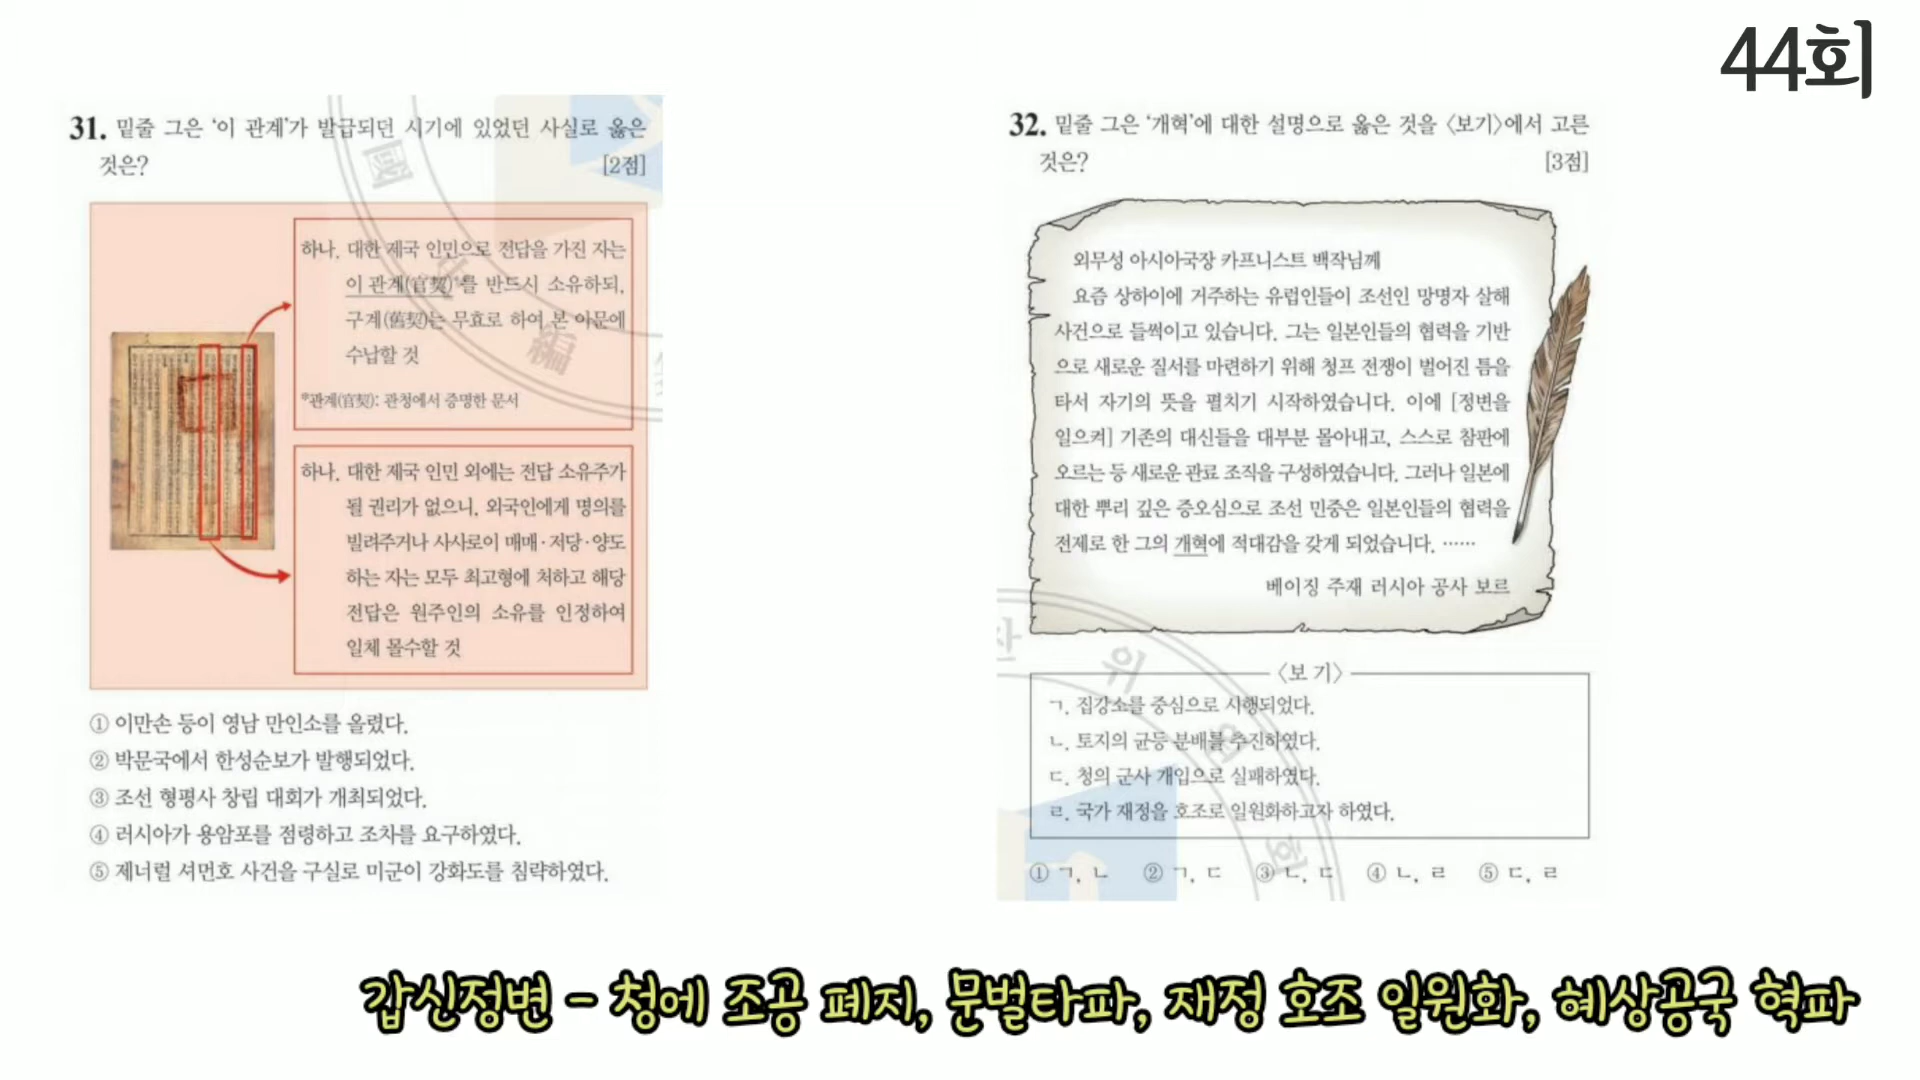 44회
31. 밑줄 그은 '이 관계'가 발급되던 시기에 있었던 사실로 옳은
것은? [2점]
하나. 대한 제국 인민으로 전답을 가진 자는
이 관계(官契)*를 반드시 소유하되,
구계(舊契)는 무효로 하여 본 아문에
수납할 것
*관계(官契): 관청에서 증명한 문서
하나. 대한 제국 인민 외에는 전답 소유주가
될 권리가 없으니, 외국인에게 명의를
빌려주거나 사사로이 매매·저당·양도
하는 자는 모두 최고형에 처하고 해당
전답은 원주인의 소유를 인정하여
일체 몰수할 것
① 이만손 등이 영남 만인소를 올렸다.
② 박문국에서 한성순보가 발행되었다.
③ 조선 형평사 창립 대회가 개최되었다.
④ 러시아가 용암포를 점령하고 조차를 요구하였다.
⑤ 제너럴 셔먼호 사건을 구실로 미군이 강화도를 침략하였다.
32. 밑줄 그은 '개혁'에 대한 설명으로 옳은 것을 〈보기〉에서 고른
것은? [3점]
외무성 아시아국장 카프니스트 백작님께
요즘 상하이에 거주하는 유럽인들이 조선인 망명자 살해
사건으로 들썩이고 있습니다. 그는 일본인들의 협력을 기반
으로 새로운 질서를 마련하기 위해 청프 전쟁이 벌어진 틈을
타서 자기의 뜻을 펼치기 시작하였습니다. 이에 [정변을
일으켜] 기존의 대신들을 대부분 몰아내고, 스스로 참판에
오르는 등 새로운 관료 조직을 구성하였습니다. 그러나 일본에
대한 뿌리 깊은 증오심으로 조선 민중은 일본인들의 협력을
전제로 한 그의 개혁에 적대감을 갖게 되었습니다. ……
베이징 주재 러시아 공사 보르
〈보 기〉
ㄱ. 집강소를 중심으로 시행되었다.
ㄴ. 토지의 균등 분배를 추진하였다.
ㄷ. 청의 군사 개입으로 실패하였다.
ㄹ. 국가 재정을 호조로 일원화하고자 하였다.
① ㄱ, ㄴ ② ㄱ, ㄷ ③ ㄴ, ㄷ ④ ㄴ, ㄹ ⑤ ㄷ, ㄹ
갑신정변 - 청에 조공 폐지, 문벌타파, 재정 호조 일원화, 혜상공국 혁파